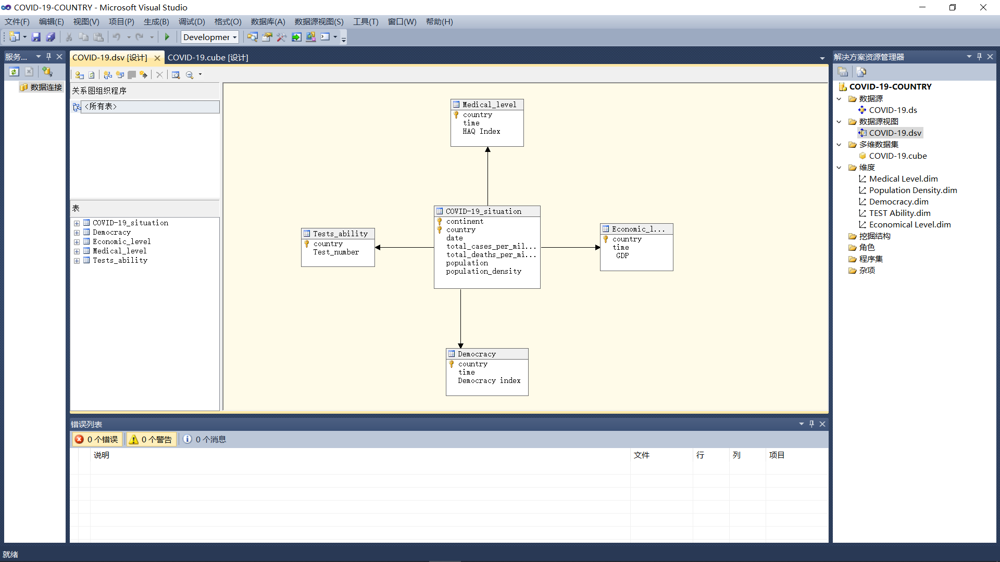 COVID-19-COUNTRY - Microsoft Visual Studio
文件(F) 编辑(E) 视图(V) 项目(P) 生成(B) 调试(D) 格式(O) 数据库(A) 数据源视图(S) 工具(T) 窗口(W) 帮助(H)
Developmer
服务...
数据连接
COVID-19.dsv [设计] COVID-19.cube [设计]
关系图组织程序
<所有表>
表
COVID-19_situation
Democracy
Economic_level
Medical_level
Tests_ability
Medical_level
country
time
HAQ Index
COVID-19_situation
continent
country
date
total_cases_per_mil...
total_deaths_per_mi...
population
population_density
Tests_ability
country
Test_number
Economic_l...
country
time
GDP
Democracy
country
time
Democracy index
错误列表
0 个错误 0 个警告 0 个消息
说明 文件 行 列 项目
解决方案资源管理器
COVID-19-COUNTRY
数据源
COVID-19.ds
数据源视图
COVID-19.dsv
多维数据集
COVID-19.cube
维度
Medical Level.dim
Population Density.dim
Democracy.dim
TEST Ability.dim
Economical Level.dim
挖掘结构
角色
程序集
杂项
就绪